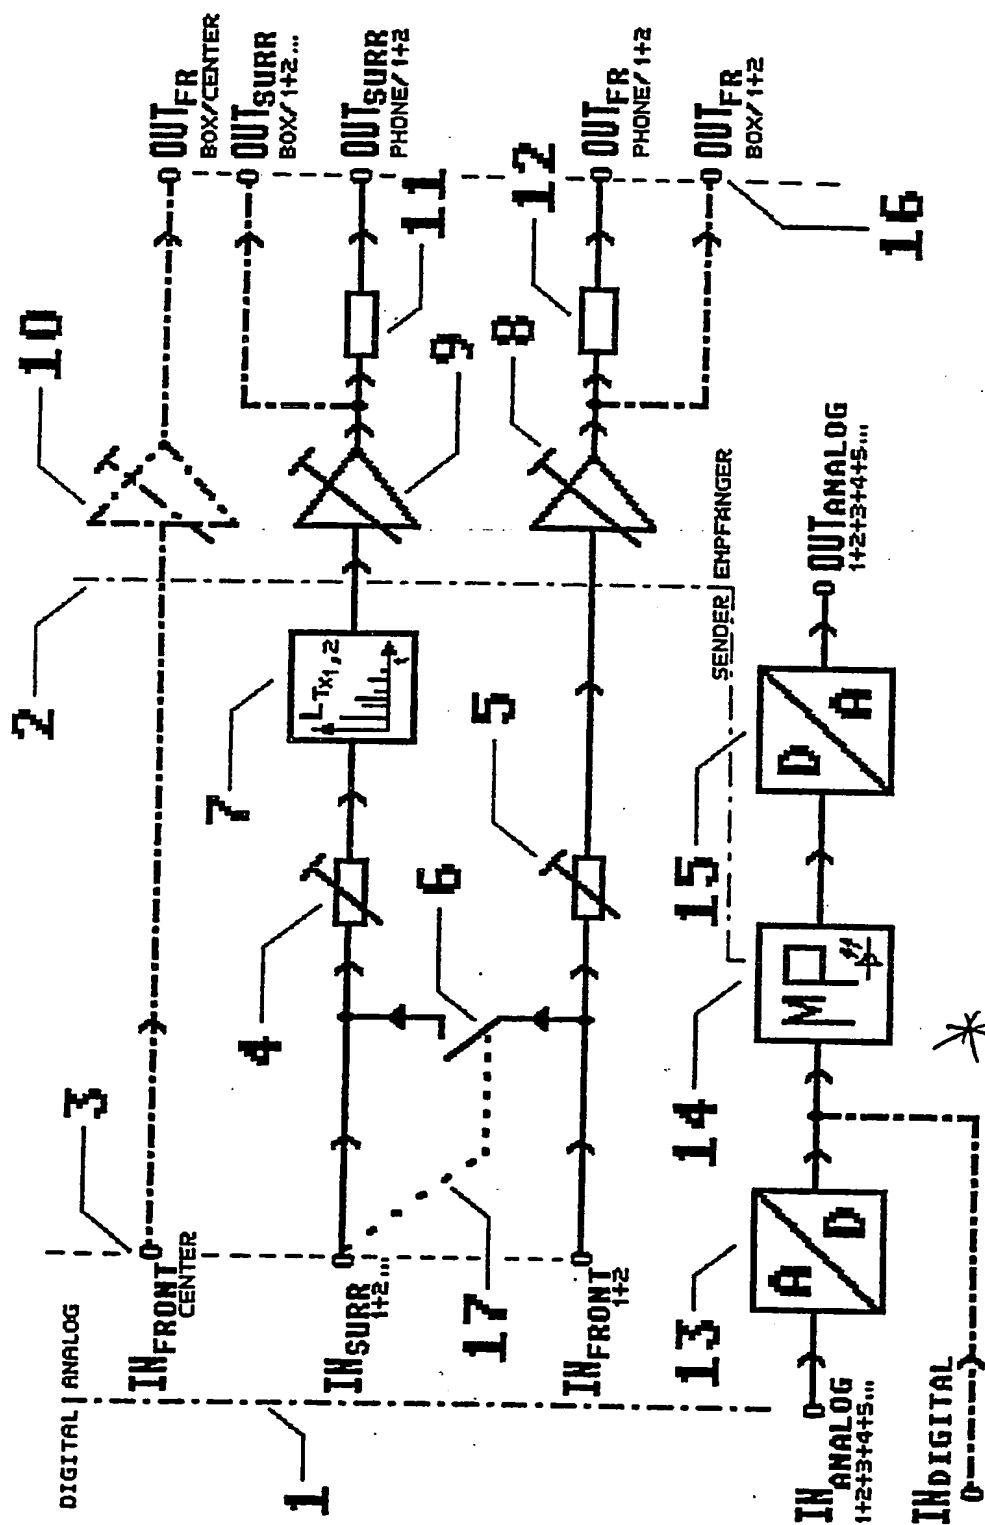 DIGITAL | ANALOG
1
3
2
10
IN FRONT
CENTER
OUT FR
BOX/CENTER
OUT SURR
BOX/1+2...
IN SURR
1+2...
4
7
L
Tx1,2
t
9
11
OUT SURR
PHONE/1+2
17
6
IN FRONT
1+2
5
8
12
OUT FR
PHONE/1+2
OUT FR
BOX/1+2
16
SENDER | EMPFANGER
13
14
15
IN ANALOG
1+2+3+4+5...
A
D
MP
D
A
OUT ANALOG
1+2+3+4+5...
IN DIGITAL